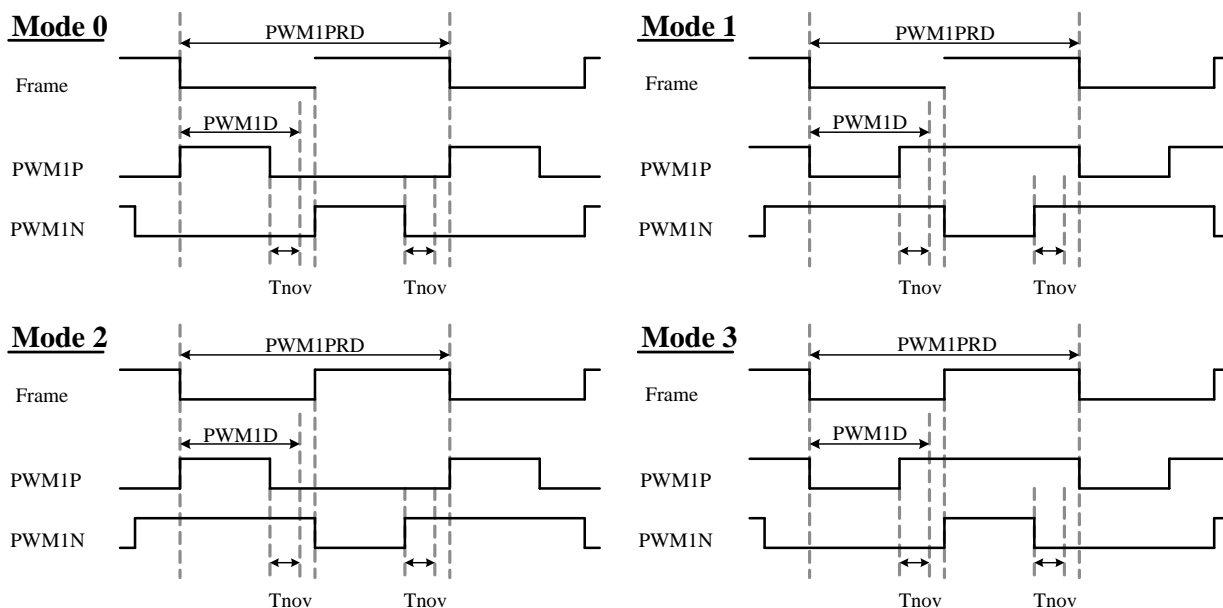 Mode 0
PWM1PRD
Frame
PWM1D
PWM1P
PWM1N
Tnov Tnov
Mode 1
PWM1PRD
Frame
PWM1D
PWM1P
PWM1N
Tnov Tnov
Mode 2
PWM1PRD
Frame
PWM1D
PWM1P
PWM1N
Tnov Tnov
Mode 3
PWM1PRD
Frame
PWM1D
PWM1P
PWM1N
Tnov Tnov